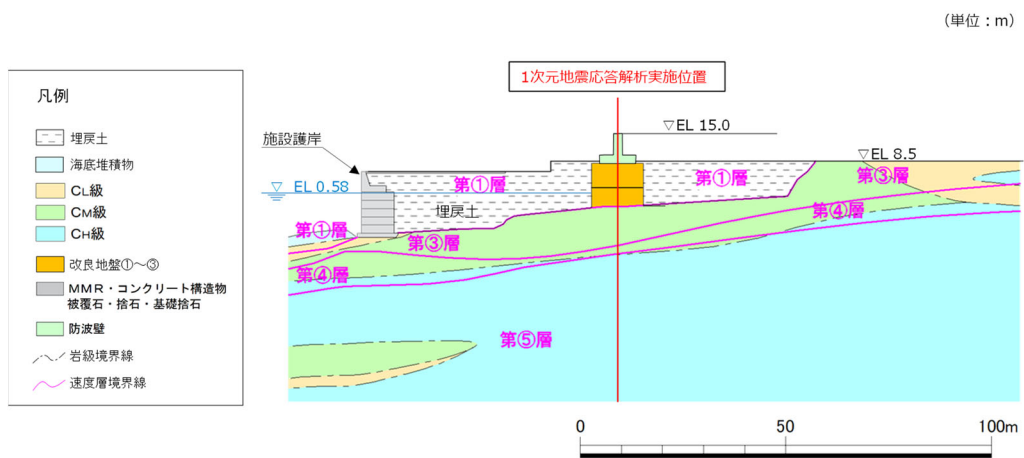 （単位：m）
1次元地震応答解析実施位置
凡例
埋戻土
海底堆積物
CL級
CM級
CH級
改良地盤①～③
MMR・コンクリート構造物
被覆石・捨石・基礎捨石
防波壁
岩級境界線
速度層境界線
施設護岸
▽EL 15.0
▽EL 8.5
▽ EL 0.58
第①層
第①層
第③層
埋戻土
第①層
第③層
第④層
第④層
第⑤層
0
50
100m